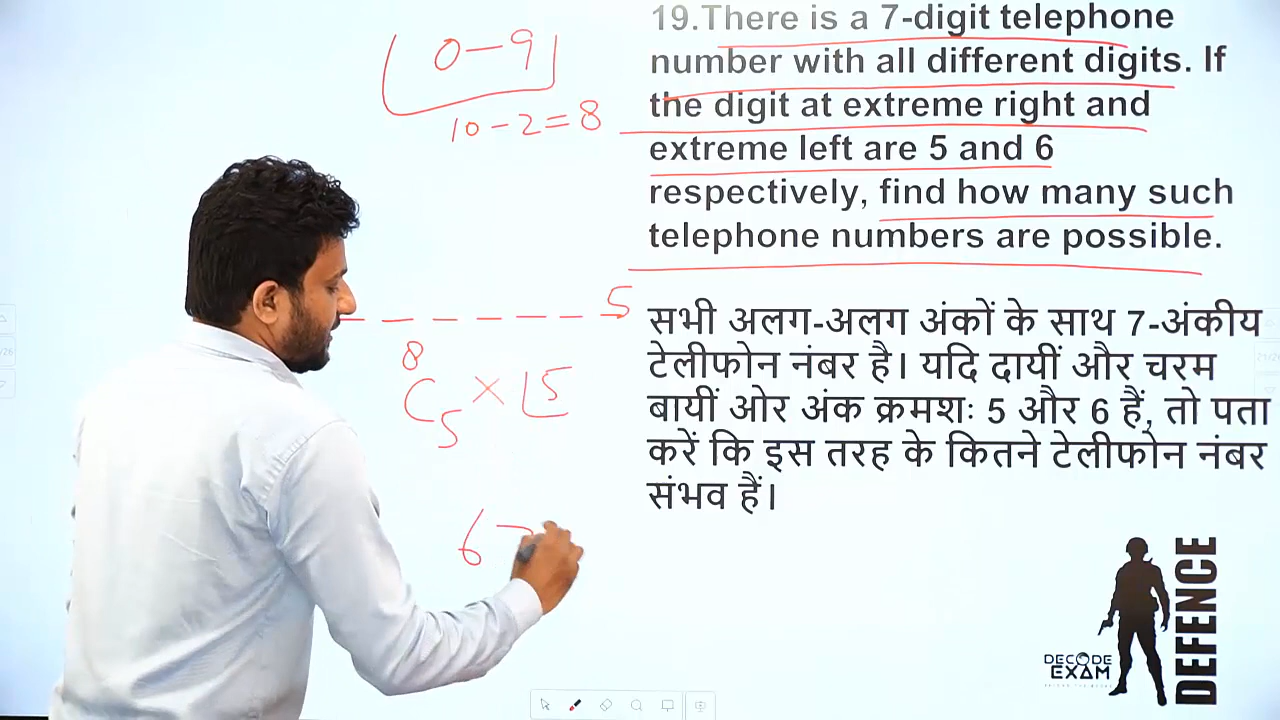 0-9
10-2=8
19.There is a 7-digit telephone
number with all different digits. If
the digit at extreme right and
extreme left are 5 and 6
respectively, find how many such
telephone numbers are possible.
5
8
C5 × 5
6
सभी अलग-अलग अंकों के साथ 7-अंकीय
टेलीफोन नंबर है। यदि दायीं और चरम
बायीं ओर अंक क्रमशः 5 और 6 हैं, तो पता
करें कि इस तरह के कितने टेलीफोन नंबर
संभव हैं।
DECODE
EXAM
DEFENCE